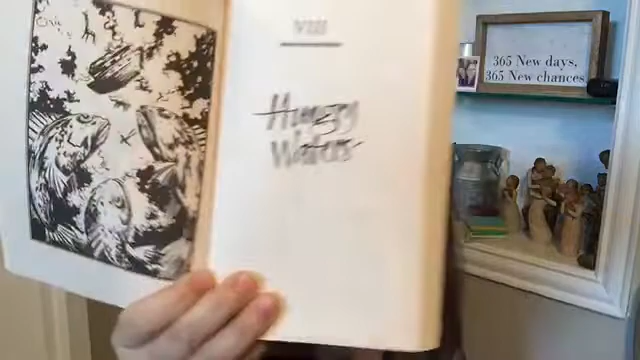 VIII
Hungry
Waters
365 New days,
365 New chances